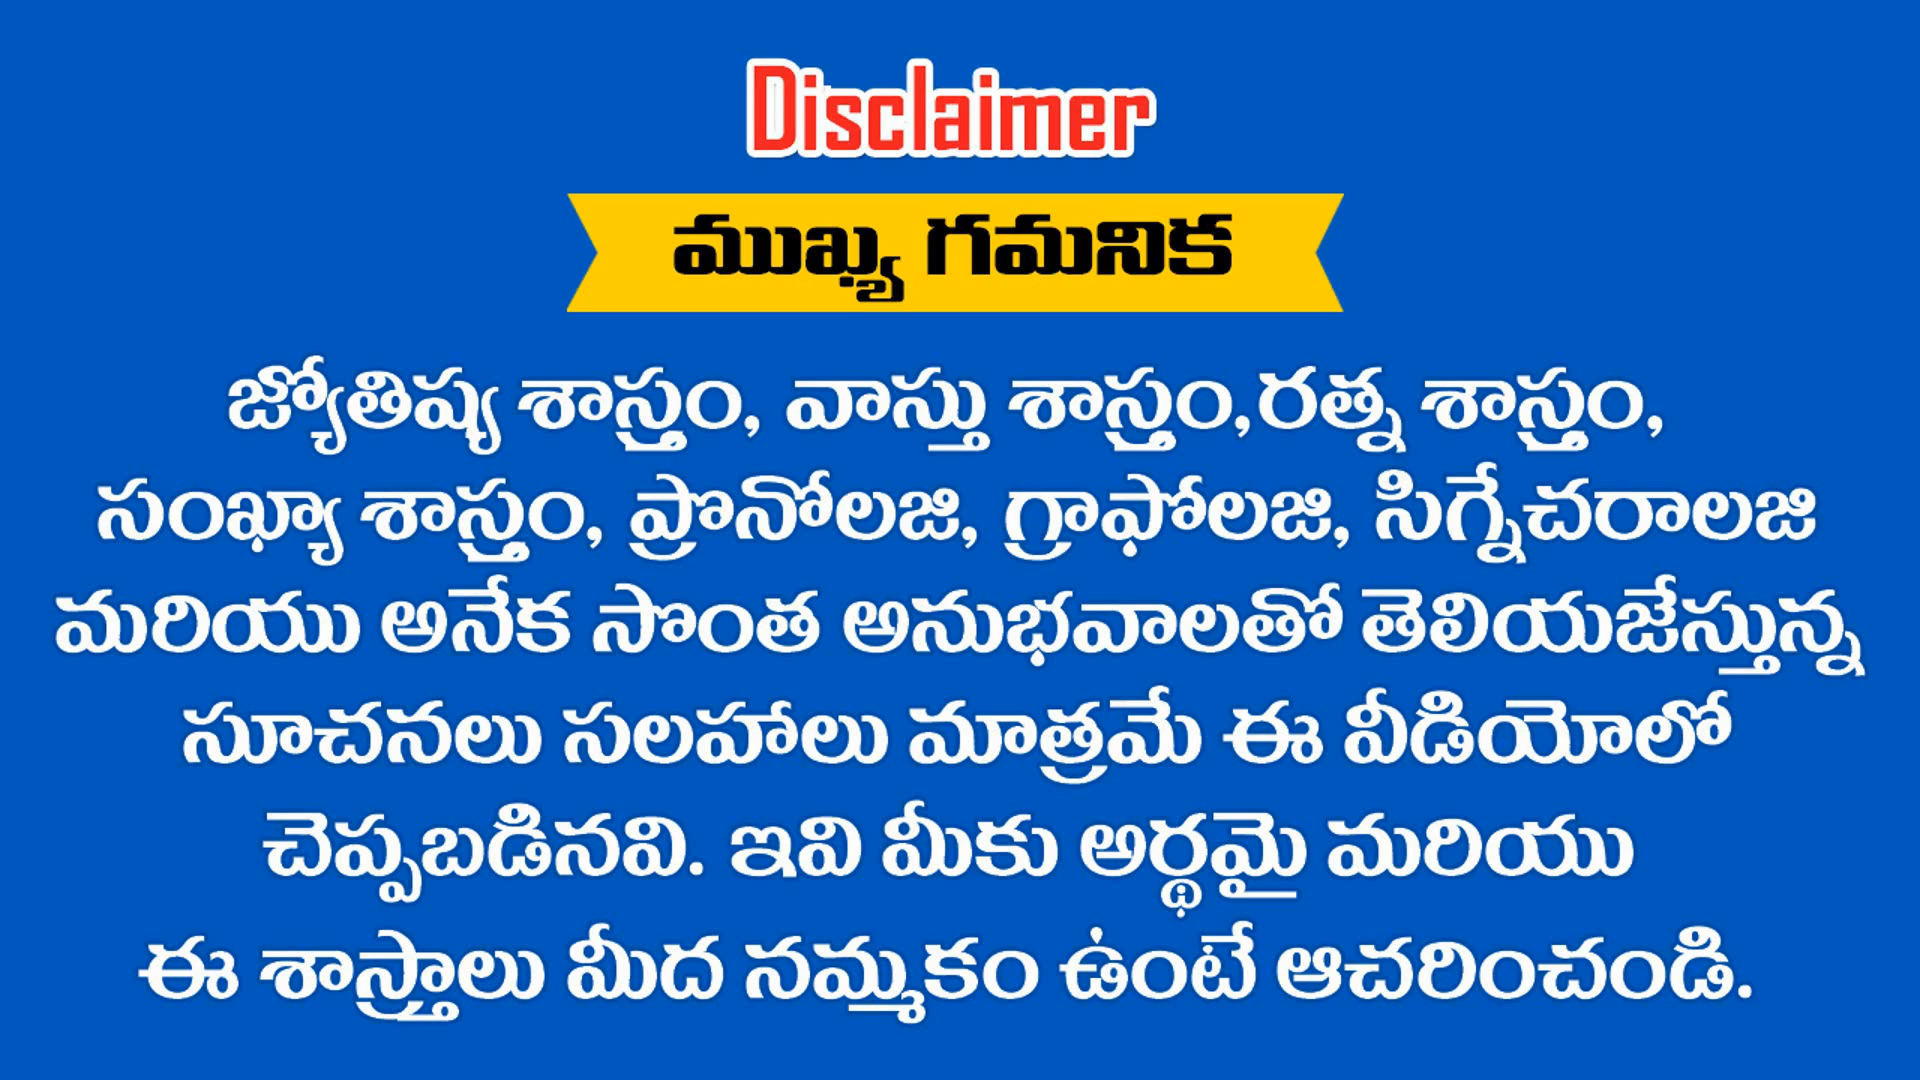 Disclaimer
ముఖ్య గమనిక
జ్యోతిష్య శాస్త్రం, వాస్తు శాస్త్రం,రత్న శాస్త్రం,
సంఖ్యా శాస్త్రం, ప్రొనోలజి, గ్రాఫోలజి, సిగ్నేచరాలజి
మరియు అనేక సొంత అనుభవాలతో తెలియజేస్తున్న
సూచనలు సలహాలు మాత్రమే ఈ వీడియోలో
చెప్పబడినవి. ఇవి మీకు అర్థమై మరియు
ఈ శాస్త్రాలు మీద నమ్మకం ఉంటే ఆచరించండి.